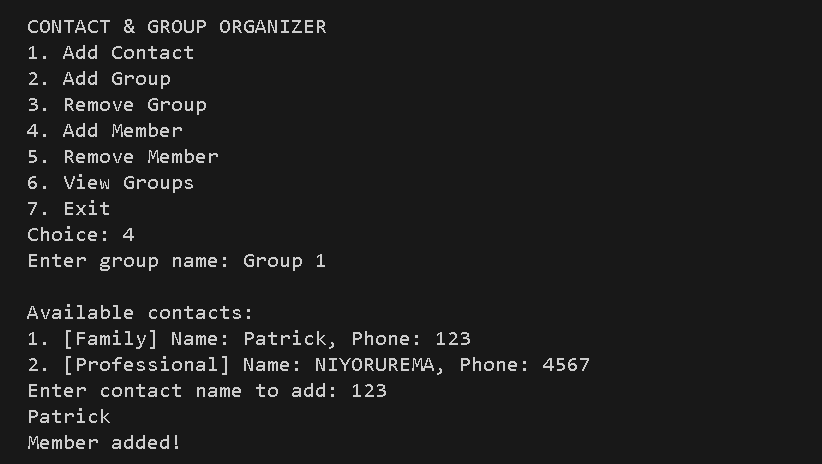 CONTACT & GROUP ORGANIZER
1. Add Contact
2. Add Group
3. Remove Group
4. Add Member
5. Remove Member
6. View Groups
7. Exit
Choice: 4
Enter group name: Group 1
Available contacts:
1. [Family] Name: Patrick, Phone: 123
2. [Professional] Name: NIYORUREMA, Phone: 4567
Enter contact name to add: 123
Patrick
Member added!